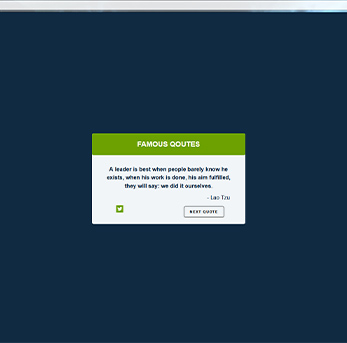 FAMOUS QOUTES
A leader is best when people barely know he
exists, when his work is done, his aim fulfilled,
they will say: we did it ourselves.
- Lao Tzu
NEXT QUOTE